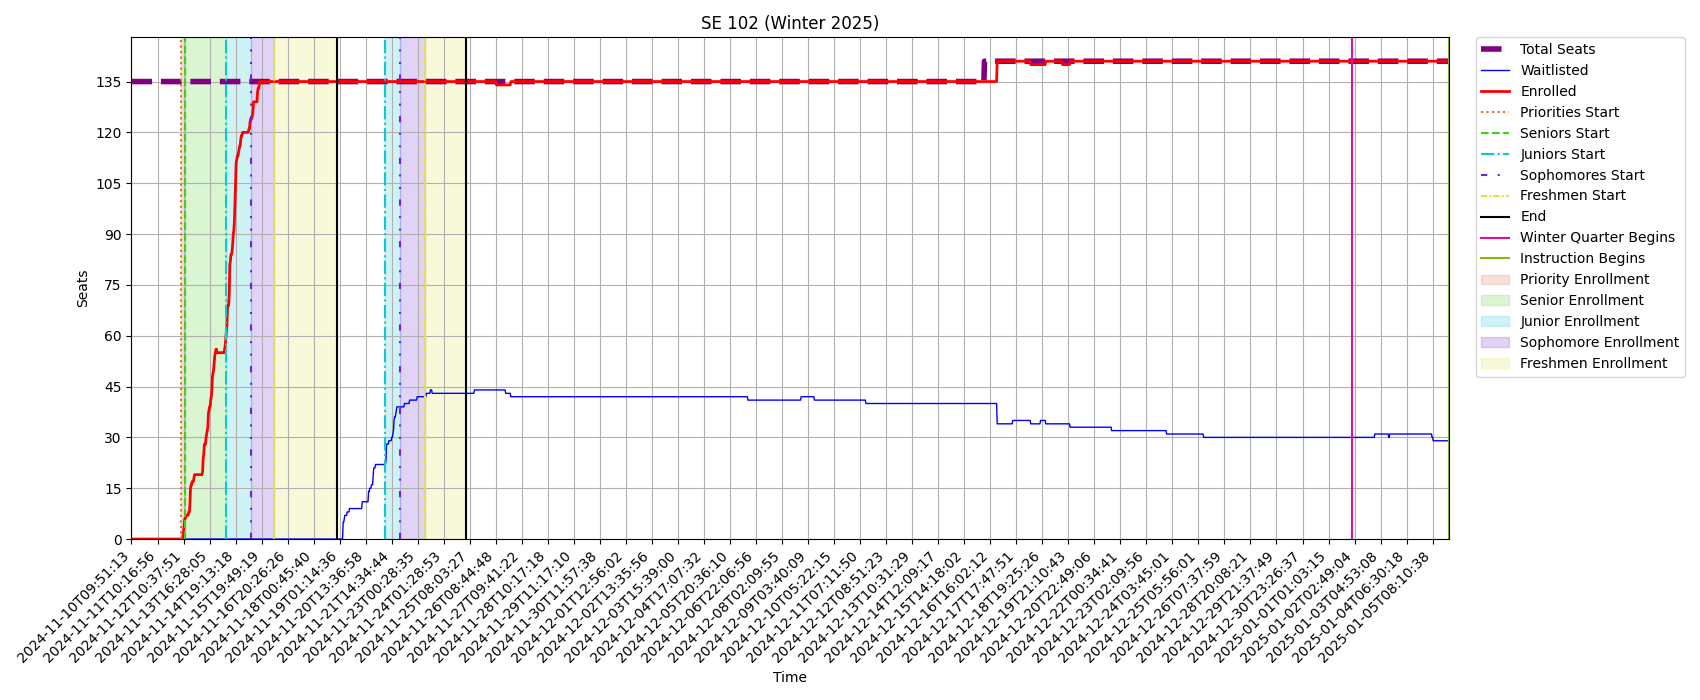 SE 102 (Winter 2025)
Seats
135
120
105
90
75
60
45
30
15
0
2024-11-10T09:51:13
2024-11-11T10:16:56
2024-11-12T10:37:51
2024-11-13T16:28:05
2024-11-14T19:13:18
2024-11-15T19:49:19
2024-11-16T20:26:26
2024-11-18T00:45:40
2024-11-19T01:14:36
2024-11-20T13:36:58
2024-11-21T14:34:44
2024-11-23T00:28:35
2024-11-24T01:28:53
2024-11-25T08:03:27
2024-11-26T08:44:48
2024-11-27T09:41:22
2024-11-28T10:17:18
2024-11-29T11:17:10
2024-11-30T11:57:38
2024-12-01T12:56:02
2024-12-02T13:35:56
2024-12-03T15:39:00
2024-12-04T17:07:32
2024-12-05T20:36:10
2024-12-06T22:06:56
2024-12-08T02:09:55
2024-12-09T03:40:09
2024-12-10T05:22:15
2024-12-11T07:11:50
2024-12-12T08:51:23
2024-12-13T10:31:29
2024-12-14T12:09:17
2024-12-15T14:18:02
2024-12-16T16:02:12
2024-12-17T17:47:51
2024-12-18T19:25:26
2024-12-19T21:10:43
2024-12-20T22:49:06
2024-12-22T00:34:41
2024-12-23T02:09:56
2024-12-24T03:45:01
2024-12-25T05:56:01
2024-12-26T07:37:59
2024-12-28T20:08:21
2024-12-29T21:37:49
2024-12-30T23:26:37
2025-01-01T01:03:15
2025-01-02T02:49:04
2025-01-03T04:53:08
2025-01-04T06:30:18
2025-01-05T08:10:38
Time
Total Seats
Waitlisted
Enrolled
Priorities Start
Seniors Start
Juniors Start
Sophomores Start
Freshmen Start
End
Winter Quarter Begins
Instruction Begins
Priority Enrollment
Senior Enrollment
Junior Enrollment
Sophomore Enrollment
Freshmen Enrollment